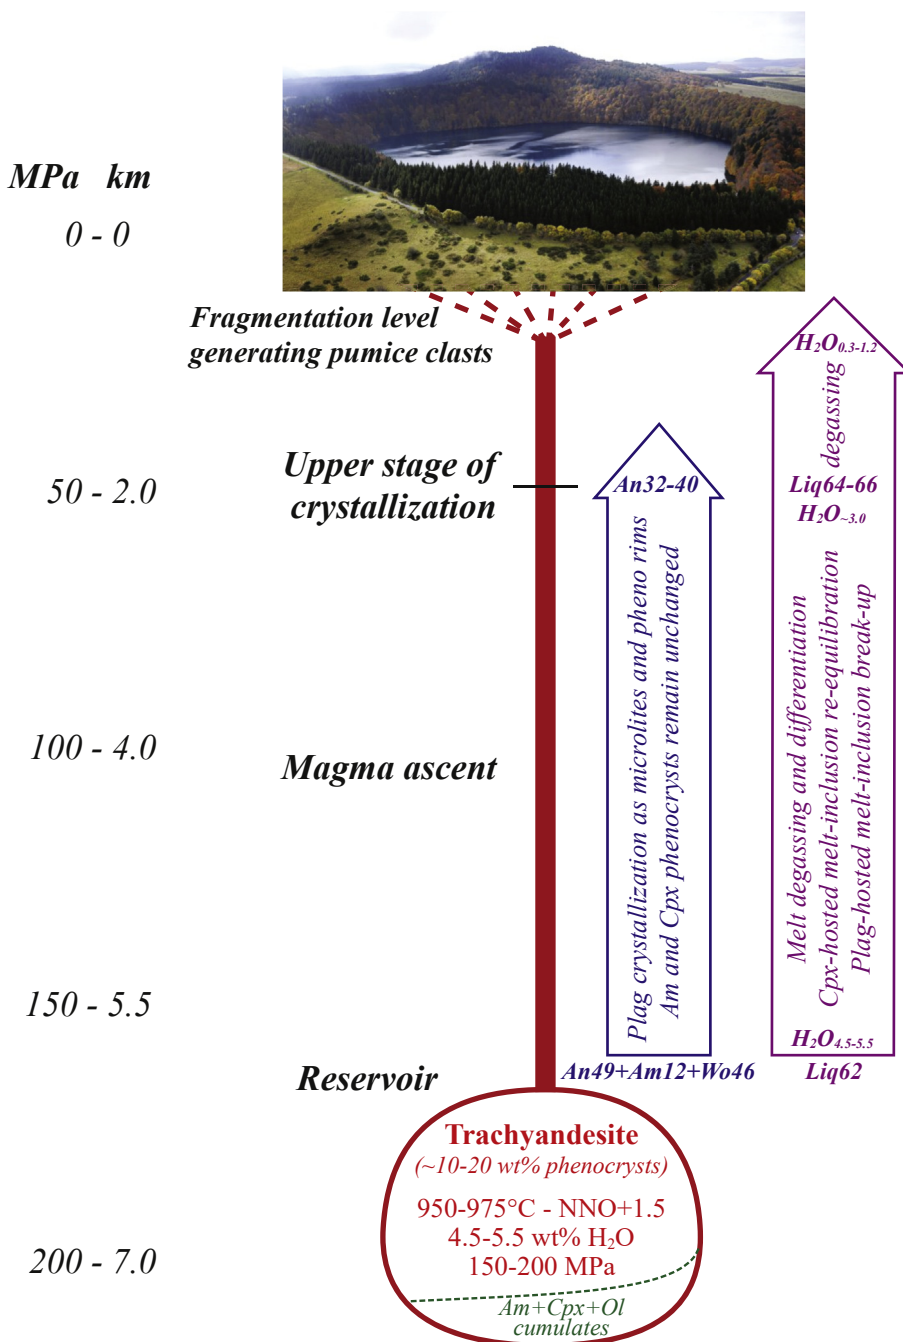 MPa km
0 - 0
Fragmentation level
generating pumice clasts
Upper stage of
crystallization
50 - 2.0
100 - 4.0
Magma ascent
150 - 5.5
Reservoir
200 - 7.0
An32-40
Plag crystallization as microlites and pheno rims
Am and Cpx phenocrysts remain unchanged
An49+Am12+Wo46
H₂O₀.₃₋₁.₂
degassing
Liq64-66
H₂O~₃.₀
Melt degassing and differentiation
Cpx-hosted melt-inclusion re-equilibration
Plag-hosted melt-inclusion break-up
H₂O₄.₅₋₅.₅
Liq62
Trachyandesite
(~10-20 wt% phenocrysts)
950-975°C - NNO+1.5
4.5-5.5 wt% H₂O
150-200 MPa
Am+Cpx+Ol
cumulates